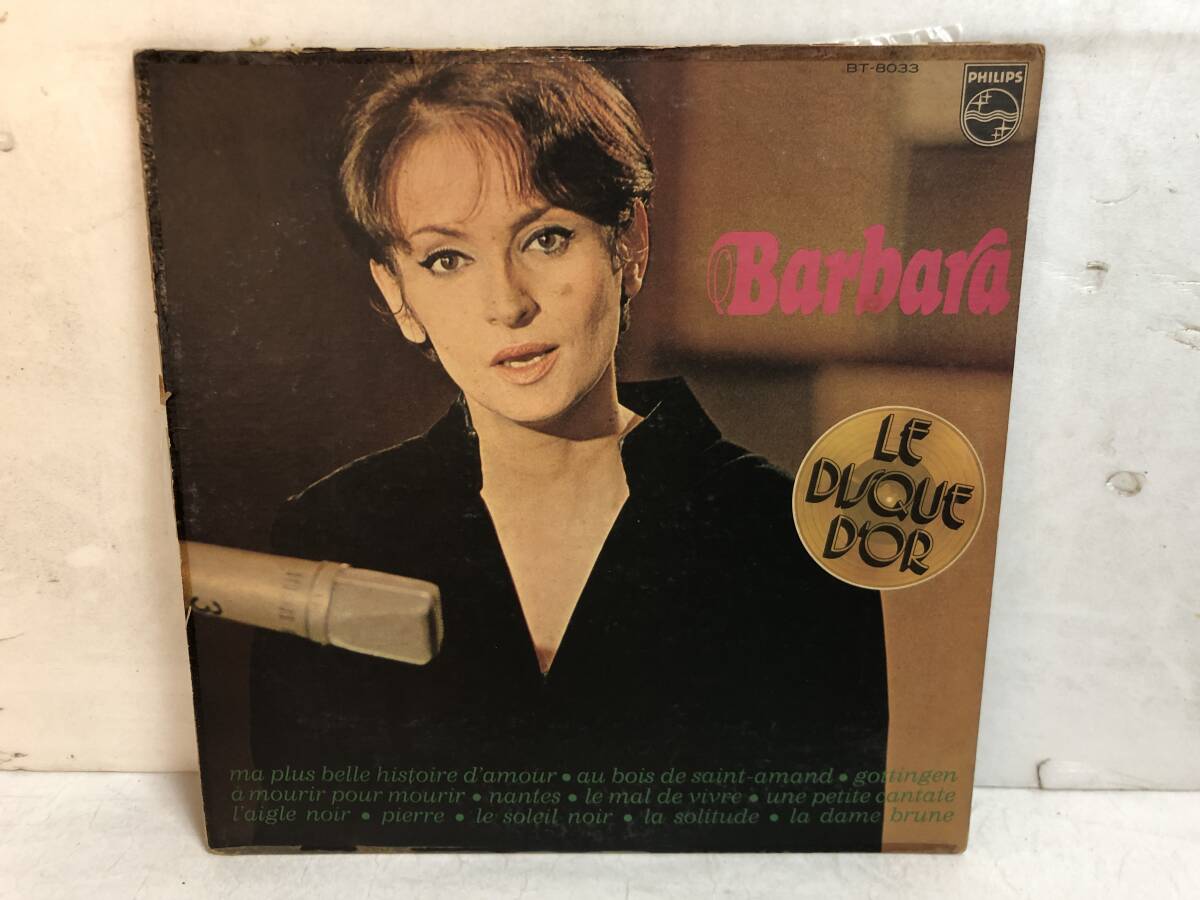 BT-8033
PHILIPS
Barbara
LE
DISQUE
D'OR
3
ma plus belle histoire d'amour • au bois de saint-amand • gottingen
a mourir pour mourir • nantes • le mal de vivre • une petite cantate
l'aigle noir • pierre • le soleil noir • la solitude • la dame brune